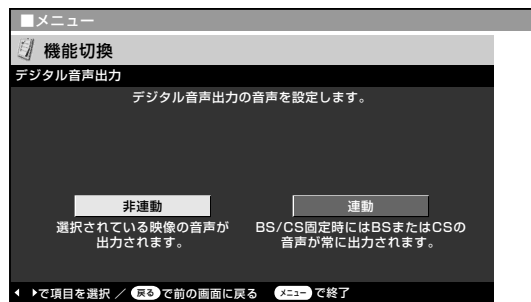 ■メニュー
機能切換
デジタル音声出力
デジタル音声出力の音声を設定します。
非連動 連動
選択されている映像の音声が BS/CS固定時にはBSまたはCSの
出力されます。 音声が常に出力されます。
で項目を選択 / 戻る で前の画面に戻る メニュー で終了